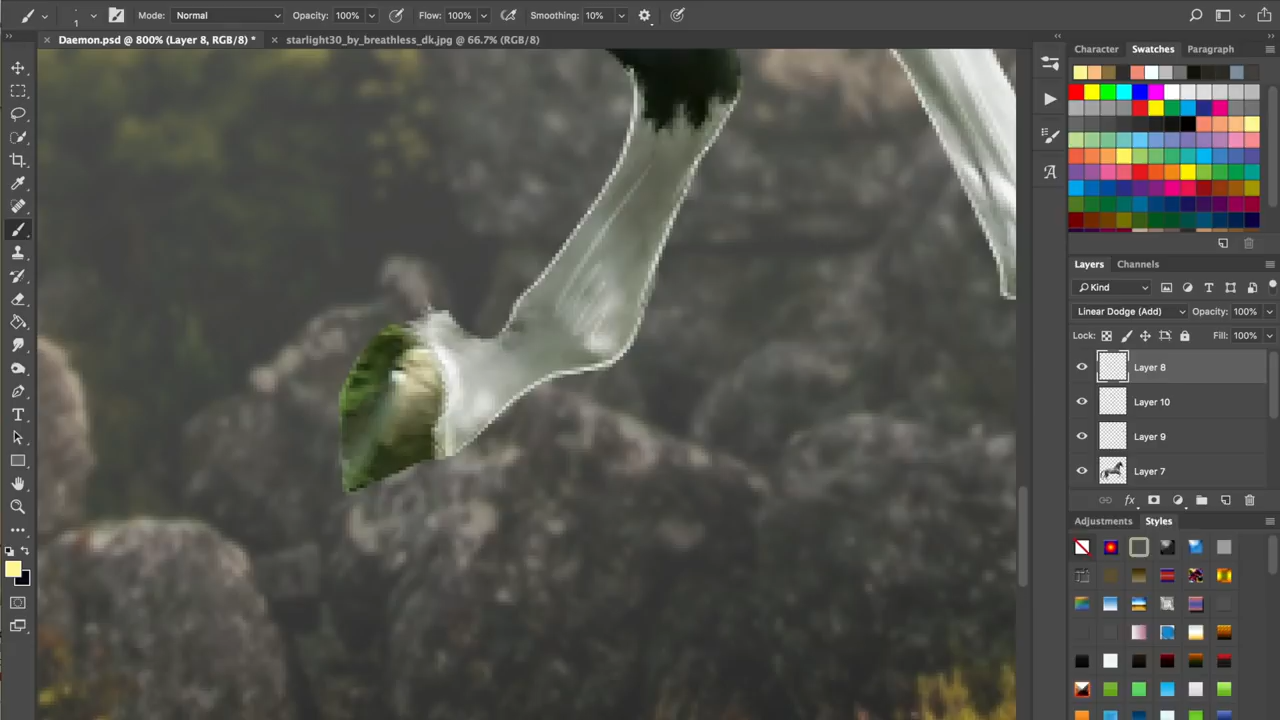 1 Mode: Normal Opacity: 100% Flow: 100% Smoothing: 10%
Daemon.psd @ 800% (Layer 8, RGB/8) * starlight30_by_breathless_dk.jpg @ 66.7% (RGB/8)
Character Swatches Paragraph
Layers Channels
Kind
Linear Dodge (Add) Opacity: 100%
Lock: Fill: 100%
Layer 8
Layer 10
Layer 9
Layer 7
Adjustments Styles